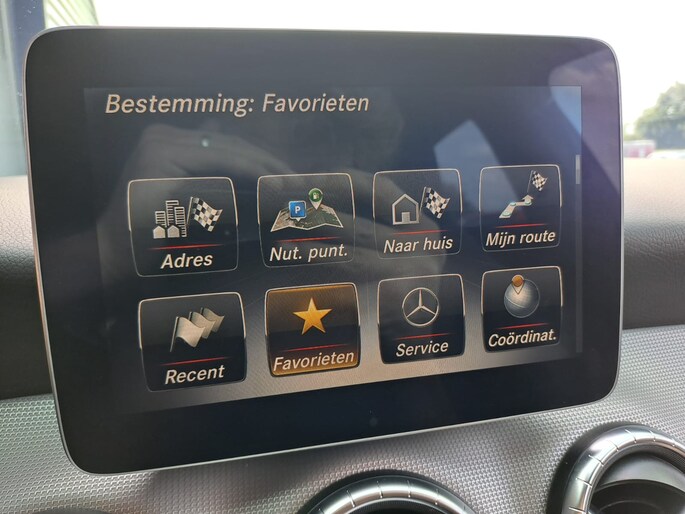 Bestemming: Favorieten
Adres
Nut. punt.
Naar huis
Mijn route
Recent
Favorieten
Service
Coördinat.
P